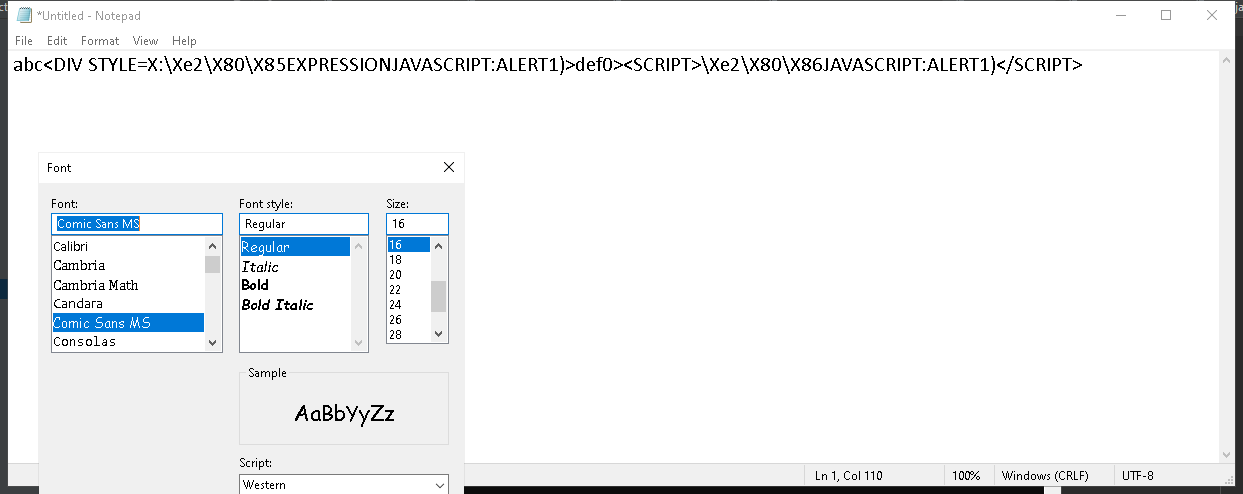 *Untitled - Notepad
File Edit Format View Help
abc<DIV STYLE=X:\Xe2\X80\X85EXPRESSIONJAVASCRIPT:ALERT1)>def0><SCRIPT>\Xe2\X80\X86JAVASCRIPT:ALERT1)</SCRIPT>
Font
Font: Font style: Size:
Comic Sans MS Regular 16
Calibri Regular 16
Cambria Italic 18
Cambria Math Bold 20
Candara Bold Italic 22
Comic Sans MS 24
Consolas 26
28
Sample
AaBbYyZz
Script:
Western
Ln 1, Col 110 100% Windows (CRLF) UTF-8